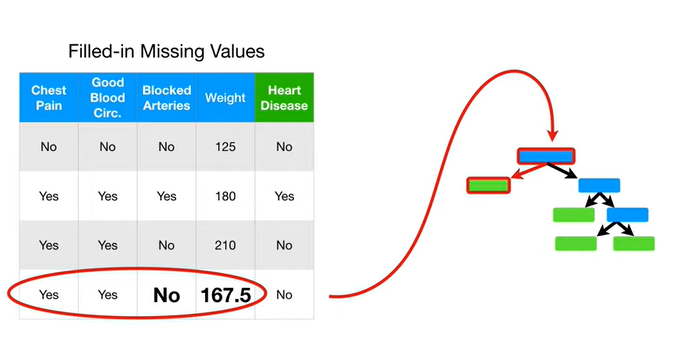 Filled-in Missing Values
Chest Pain Good Blood Circ. Blocked Arteries Weight Heart Disease
No No No 125 No
Yes Yes Yes 180 Yes
Yes Yes No 210 No
Yes Yes No 167.5 No